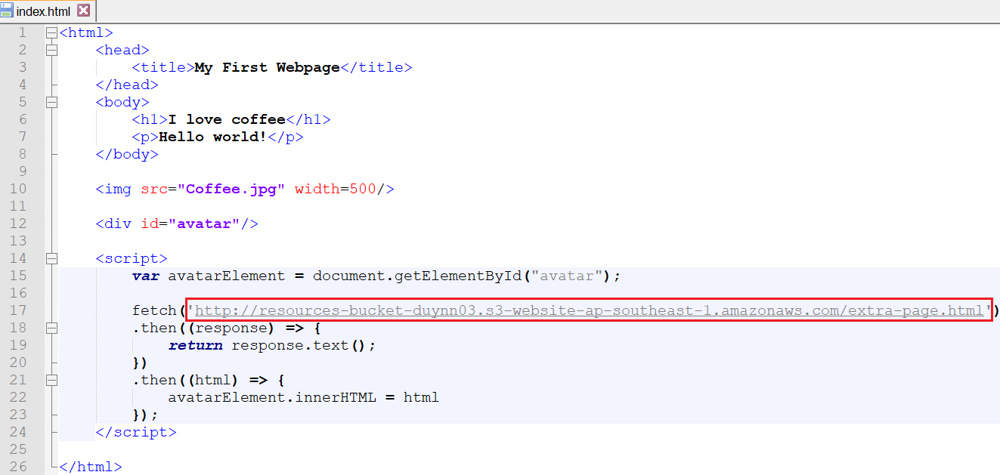 index.html
1 <html>
2 <head>
3 <title>My First Webpage</title>
4 </head>
5 <body>
6 <h1>I love coffee</h1>
7 <p>Hello world!</p>
8 </body>
9
10 <img src="Coffee.jpg" width=500/>
11
12 <div id="avatar"/>
13
14 <script>
15 var avatarElement = document.getElementById("avatar");
16
17 fetch('http://resources-bucket-duynn03.s3-website-ap-southeast-1.amazonaws.com/extra-page.html')
18 .then((response) => {
19 return response.text();
20 })
21 .then((html) => {
22 avatarElement.innerHTML = html
23 });
24 </script>
25
26 </html>